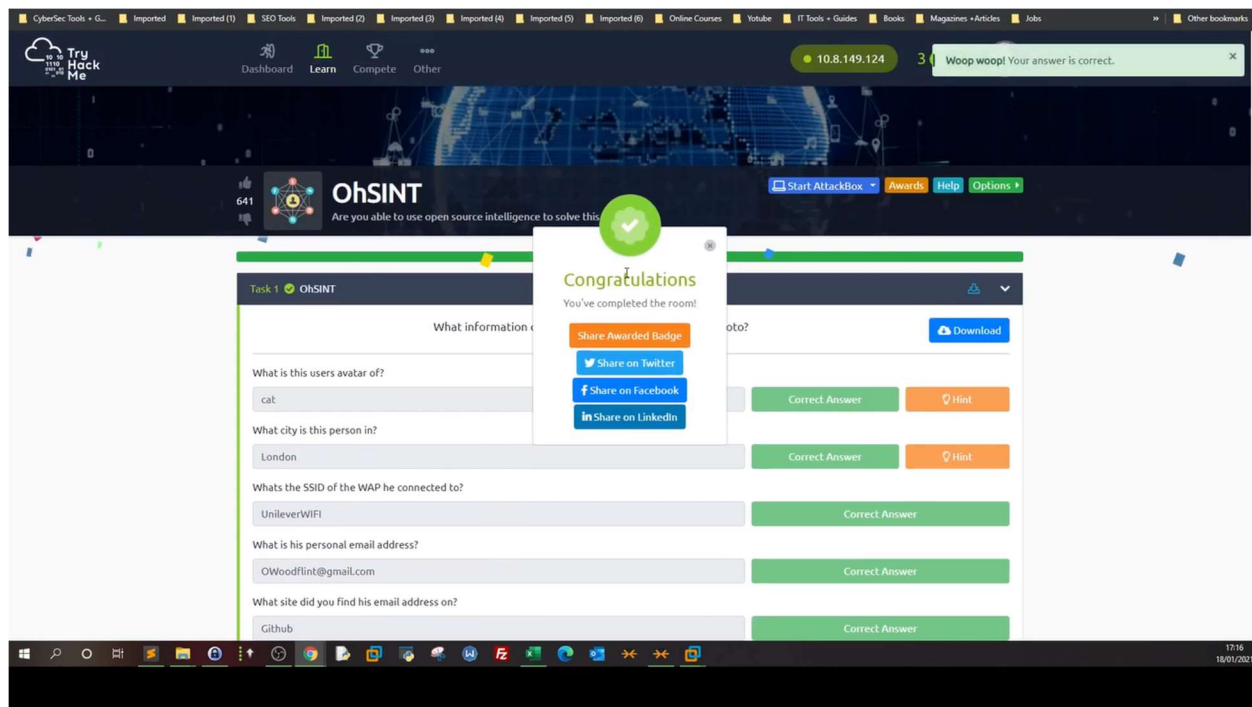 CyberSec Tools + G... Imported Imported (1) SEO Tools Imported (2) Imported (3) Imported (4) Imported (5) Imported (6) Online Courses Yotube IT Tools + Guides Books Magazines +Articles Jobs » Other bookmarks
Try
Hack
Me
Dashboard Learn Compete Other
10.8.149.124
3
Woop woop! Your answer is correct.
641
OhSINT
Are you able to use open source intelligence to solve this
Start AttackBox Awards Help Options
Congratulations
You've completed the room!
Share Awarded Badge
Share on Twitter
Share on Facebook
Share on LinkedIn
Task 1 OhSINT
What information oto?
Download
What is this users avatar of?
cat Correct Answer Hint
What city is this person in?
London Correct Answer Hint
Whats the SSID of the WAP he connected to?
UnileverWIFI Correct Answer
What is his personal email address?
OWoodflint@gmail.com Correct Answer
What site did you find his email address on?
Github Correct Answer
17:16
18/01/2021